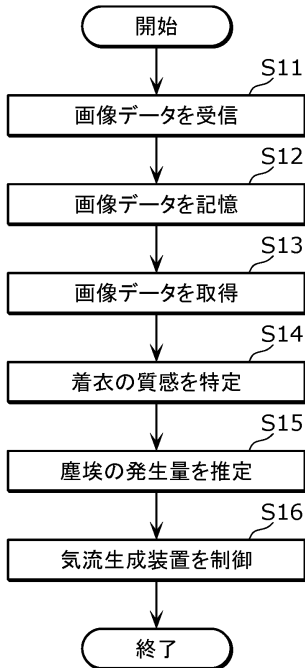 開始
S11
画像データを受信
S12
画像データを記憶
S13
画像データを取得
S14
着衣の質感を特定
S15
塵埃の発生量を推定
S16
気流生成装置を制御
終了